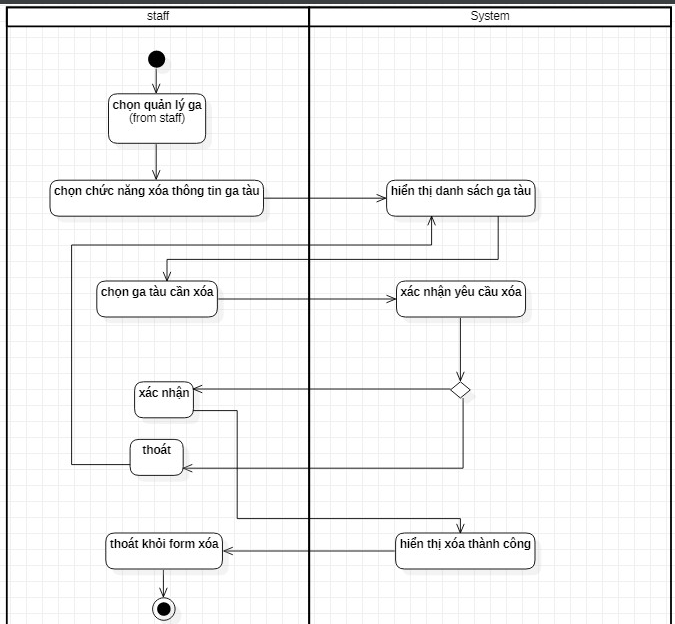 staff
System
chọn quản lý ga
(from staff)
chọn chức năng xóa thông tin ga tàu
hiển thị danh sách ga tàu
chọn ga tàu cần xóa
xác nhận yêu cầu xóa
xác nhận
thoát
thoát khỏi form xóa
hiển thị xóa thành công